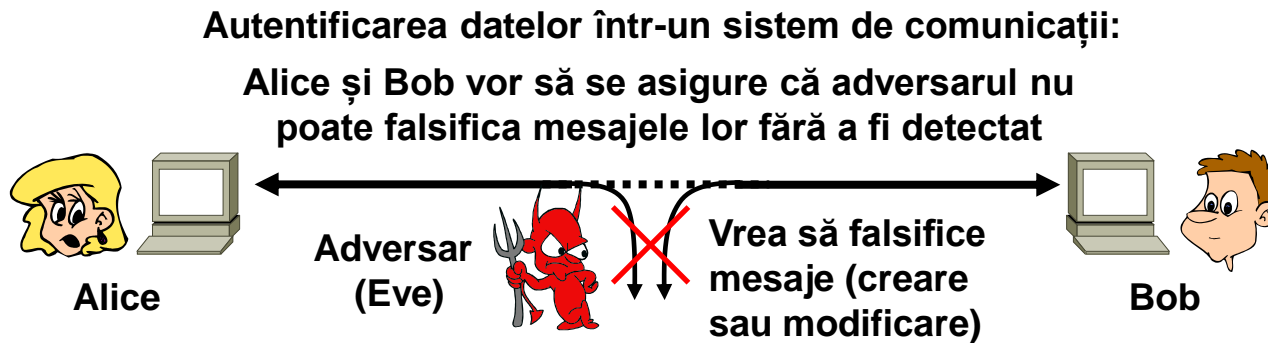 Autentificarea datelor într-un sistem de comunicații:
Alice și Bob vor să se asigure că adversarul nu
poate falsifica mesajele lor fără a fi detectat
Adversar
(Eve)
Vrea să falsifice
mesaje (creare
sau modificare)
Alice
Bob